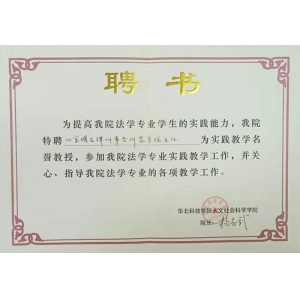 聘 书
为提高我院法学专业学生的实践能力，我院
特聘 为实践教学名
誉教授，参加我院法学专业实践教学工作，并关
心、指导我院法学专业的各项教学工作。
华北科技学院人文社会科学学院
院长：